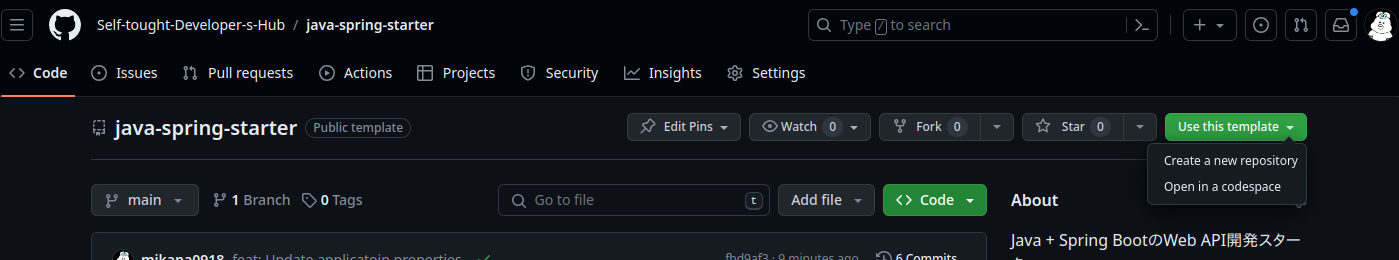 Self-tought-Developer-s-Hub / java-spring-starter
Type / to search
Code Issues Pull requests Actions Projects Security Insights Settings
java-spring-starter Public template
Edit Pins Watch 0 Fork 0 Star 0 Use this template
Create a new repository
Open in a codespace
main 1 Branch 0 Tags Go to file t Add file Code
About
Java + Spring BootのWeb API開発スター
mikana0918 feat: Update applicatoin properties fbd9af3 · 9 minutes ago 6 Commits